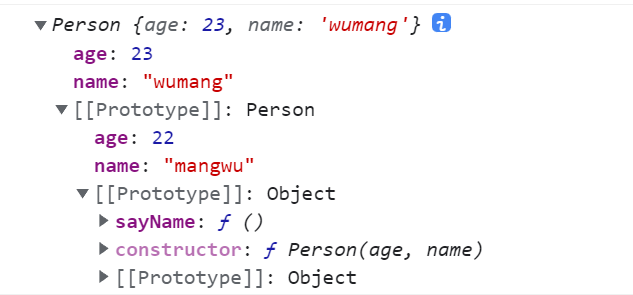 Person {age: 23, name: 'wumang'} i
age: 23
name: "wumang"
[[Prototype]]: Person
age: 22
name: "mangwu"
[[Prototype]]: Object
sayName: ƒ ()
constructor: ƒ Person(age, name)
[[Prototype]]: Object